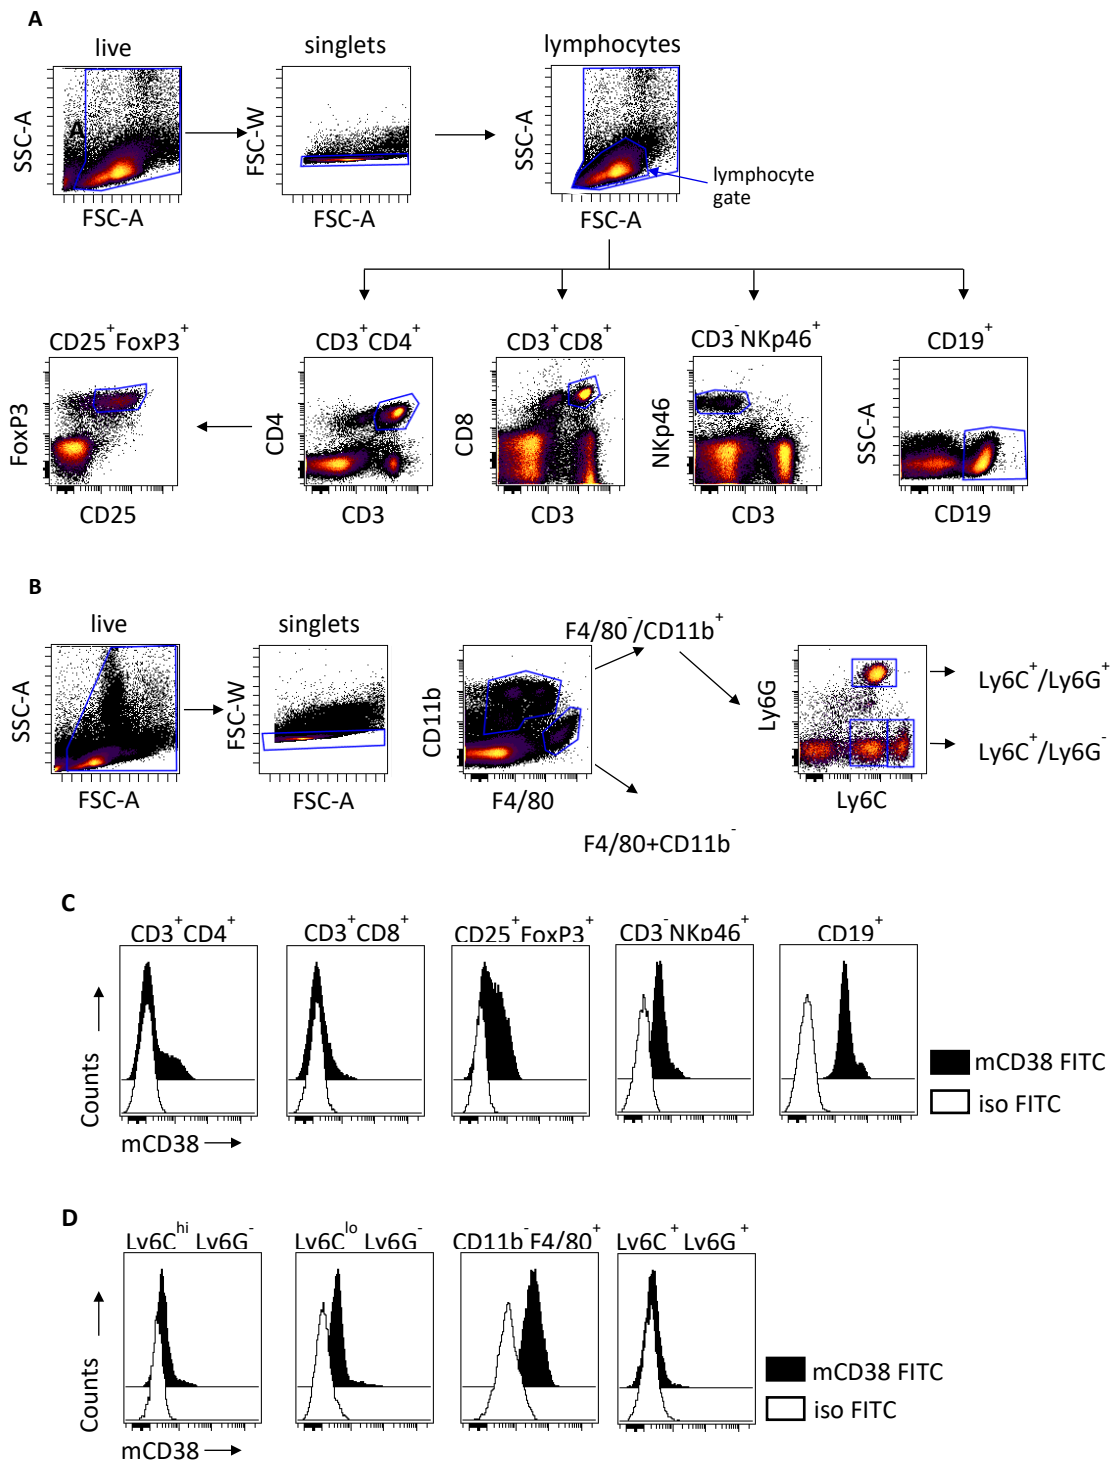 A
live
singlets
lymphocytes
SSC-A
A
FSC-W
SSC-A
lymphocyte
gate
FSC-A
FSC-A
FSC-A
CD25⁺FoxP3⁺
CD3⁺CD4⁺
CD3⁺CD8⁺
CD3⁻NKp46⁺
CD19⁺
FoxP3
CD4
CD8
NKp46
SSC-A
CD25
CD3
CD3
CD3
CD19
B
live
singlets
F4/80⁻/CD11b⁺
SSC-A
FSC-W
CD11b
Ly6G
Ly6C⁺/Ly6G⁺
Ly6C⁺/Ly6G⁻
FSC-A
FSC-A
F4/80
Ly6C
F4/80+CD11b⁻
C
CD3⁺CD4⁺
CD3⁺CD8⁺
CD25⁺FoxP3⁺
CD3⁻NKp46⁺
CD19⁺
Counts
mCD38 FITC
iso FITC
mCD38
D
Ly6Cʰⁱ Ly6G⁻
Ly6Cˡᵒ Ly6G⁻
CD11b⁻F4/80⁺
Ly6C⁺ Ly6G⁺
Counts
mCD38 FITC
iso FITC
mCD38